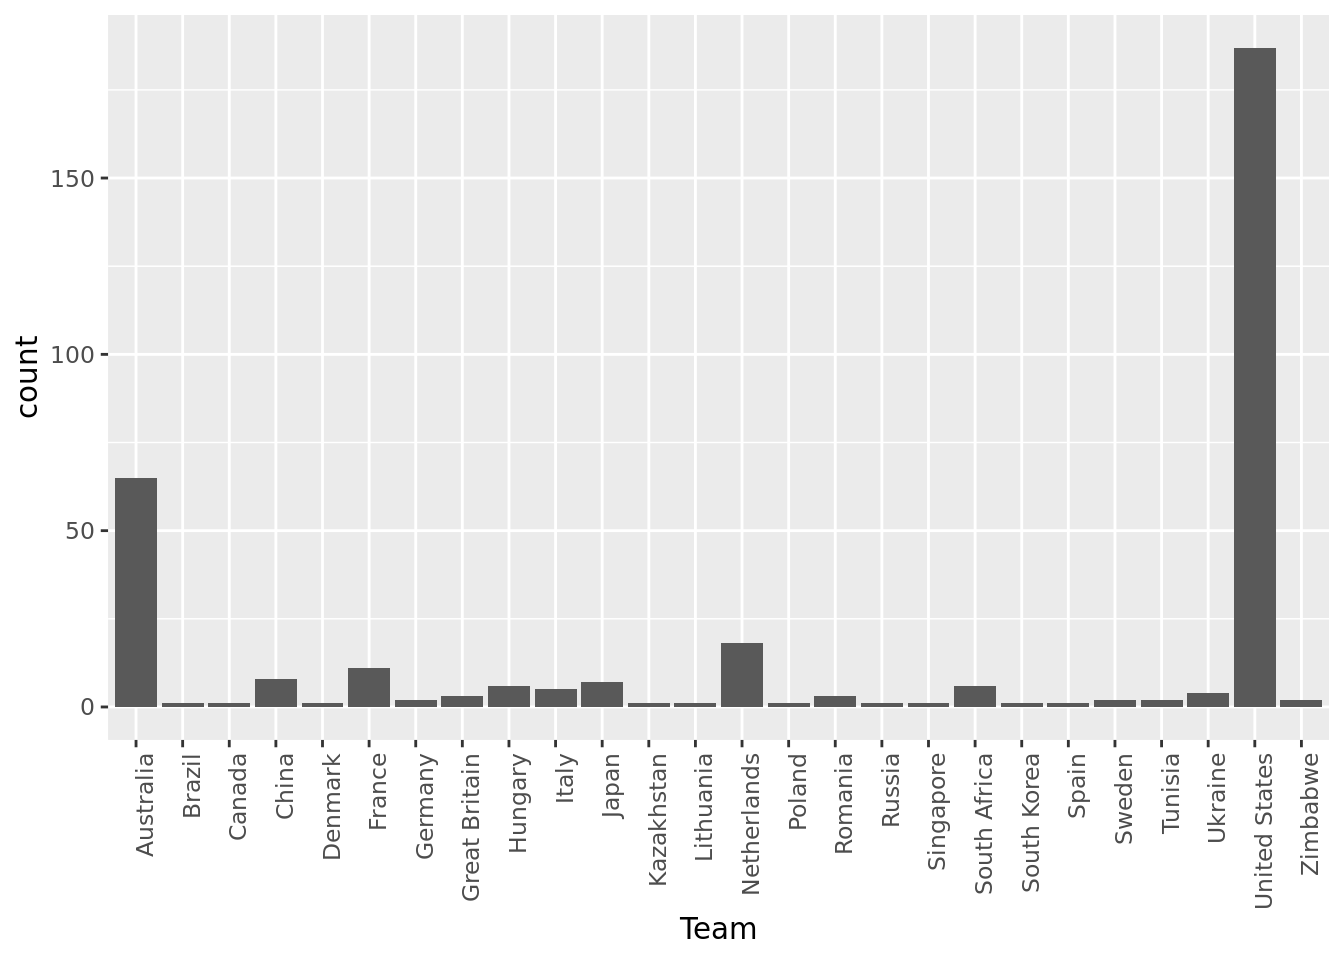 count
150
100
50
0
Australia
Brazil
Canada
China
Denmark
France
Germany
Great Britain
Hungary
Italy
Japan
Kazakhstan
Lithuania
Netherlands
Poland
Romania
Russia
Singapore
South Africa
South Korea
Spain
Sweden
Tunisia
Ukraine
United States
Zimbabwe
Team